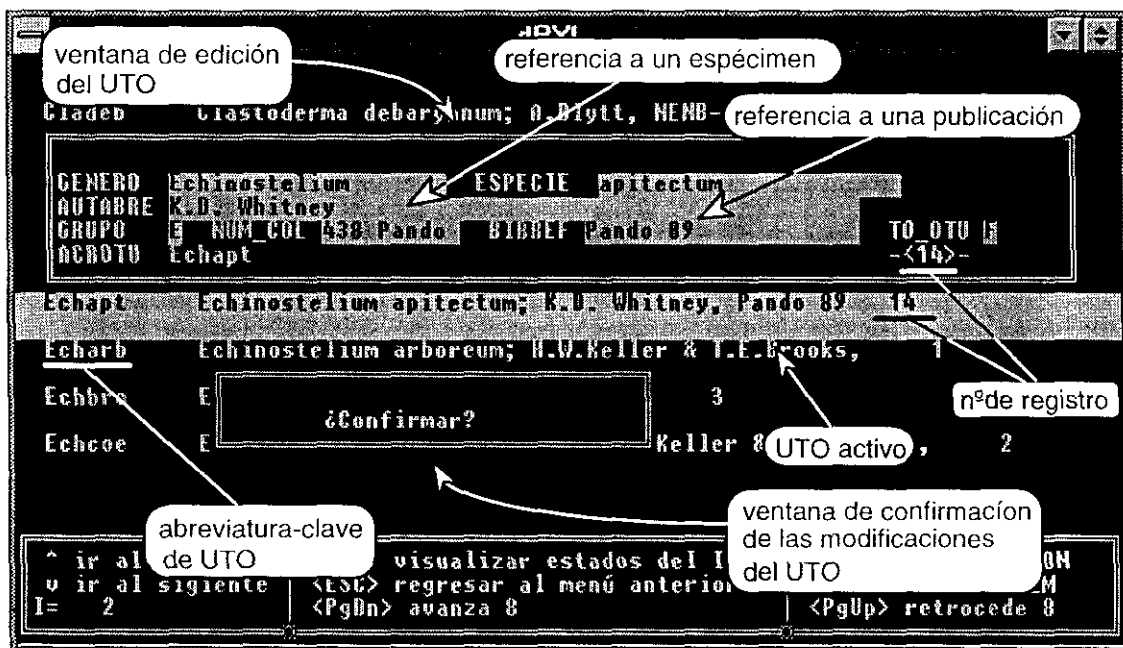 ventana de edición
del UTO
referencia a un espécimen
Cladeb Clastoderma debarynnum; A.Blytt, NENB-
referencia a una publicación
GENERO Echinostelium ESPECIE apitectum
AUTABRE K.D. Whitney
GRUPO E NUM_COL 438 Pando BIBREF Pando 89 TO_OTU
ACROTU Echapt -<14>-
Echapt Echinostelium apitectum; K.D. Whitney, Pando 89 14
Echarb Echinostelium arboreum; H.W.Keller & T.E.Brooks, 1
Echbre E 3
nºde registro
¿Confirmar?
Echcoe E Keller 8 , 2
UTO activo
abreviatura-clave
de UTO
ventana de confirmacíon
de las modificaciones
del UTO
^ ir al visualizar estados del I ON
v ir al sigiente <ESC> regresar al menú anterior EM
I= 2 <PgDn> avanza 8 <PgUp> retrocede 8